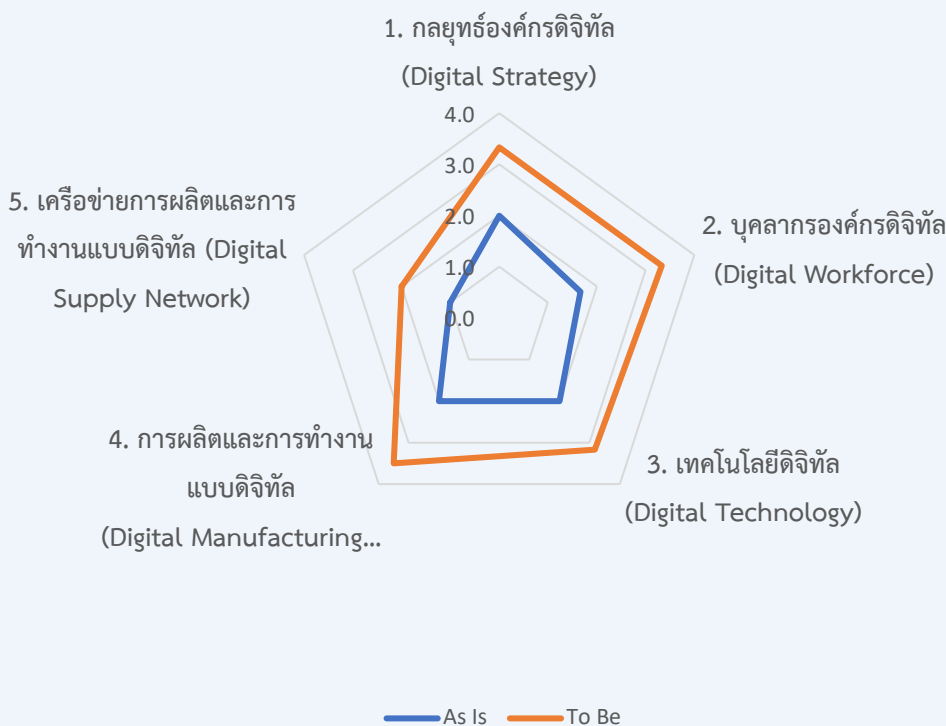 1. กลยุทธ์องค์กรดิจิทัล
(Digital Strategy)
4.0
3.0
2.0
1.0
0.0
2. บุคลากรองค์กรดิจิทัล
(Digital Workforce)
3. เทคโนโลยีดิจิทัล
(Digital Technology)
4. การผลิตและการทำงาน
แบบดิจิทัล
(Digital Manufacturing...
5. เครือข่ายการผลิตและการ
ทำงานแบบดิจิทัล (Digital
Supply Network)
As Is
To Be